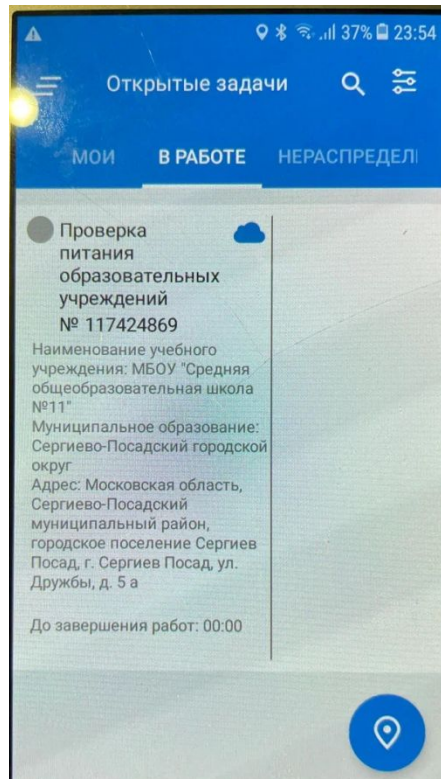 37% 23:54
Открытые задачи
МОИ В РАБОТЕ НЕРАСПРЕДЕЛ
Проверка
питания
образовательных
учреждений
№ 117424869
Наименование учебного
учреждения: МБОУ "Средняя
общеобразовательная школа
№11"
Муниципальное образование:
Сергиево-Посадский городской
округ
Адрес: Московская область,
Сергиево-Посадский
муниципальный район,
городское поселение Сергиев
Посад, г. Сергиев Посад, ул.
Дружбы, д. 5 а
До завершения работ: 00:00